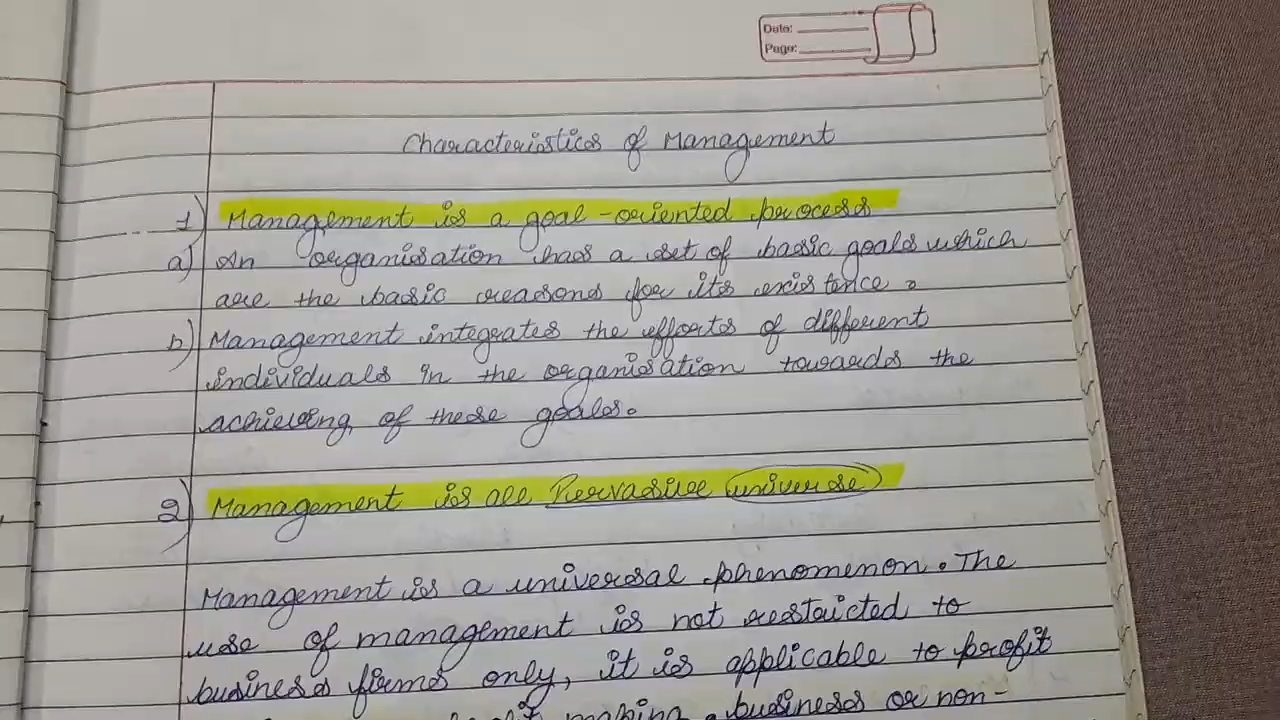 Date:
Page:
Characteristics of Management
1) Management is a goal-oriented process
a) An organisation has a set of basic goals which
are the basic reasons for its existence.
b) Management integrates the efforts of different
individuals in the organisation towards the
achieving of these goals.
2) Management is all Pervasive (universe)
Management is a universal phenomenon. The
use of management is not restricted to
business firms only, it is applicable to profit
making, business or non-